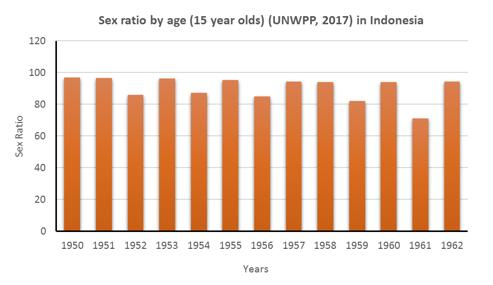 Sex ratio by age (15 year olds) (UNWPP, 2017) in Indonesia
120
100
80
60
40
20
0
Sex Ratio
1950 1951 1952 1953 1954 1955 1956 1957 1958 1959 1960 1961 1962
Years